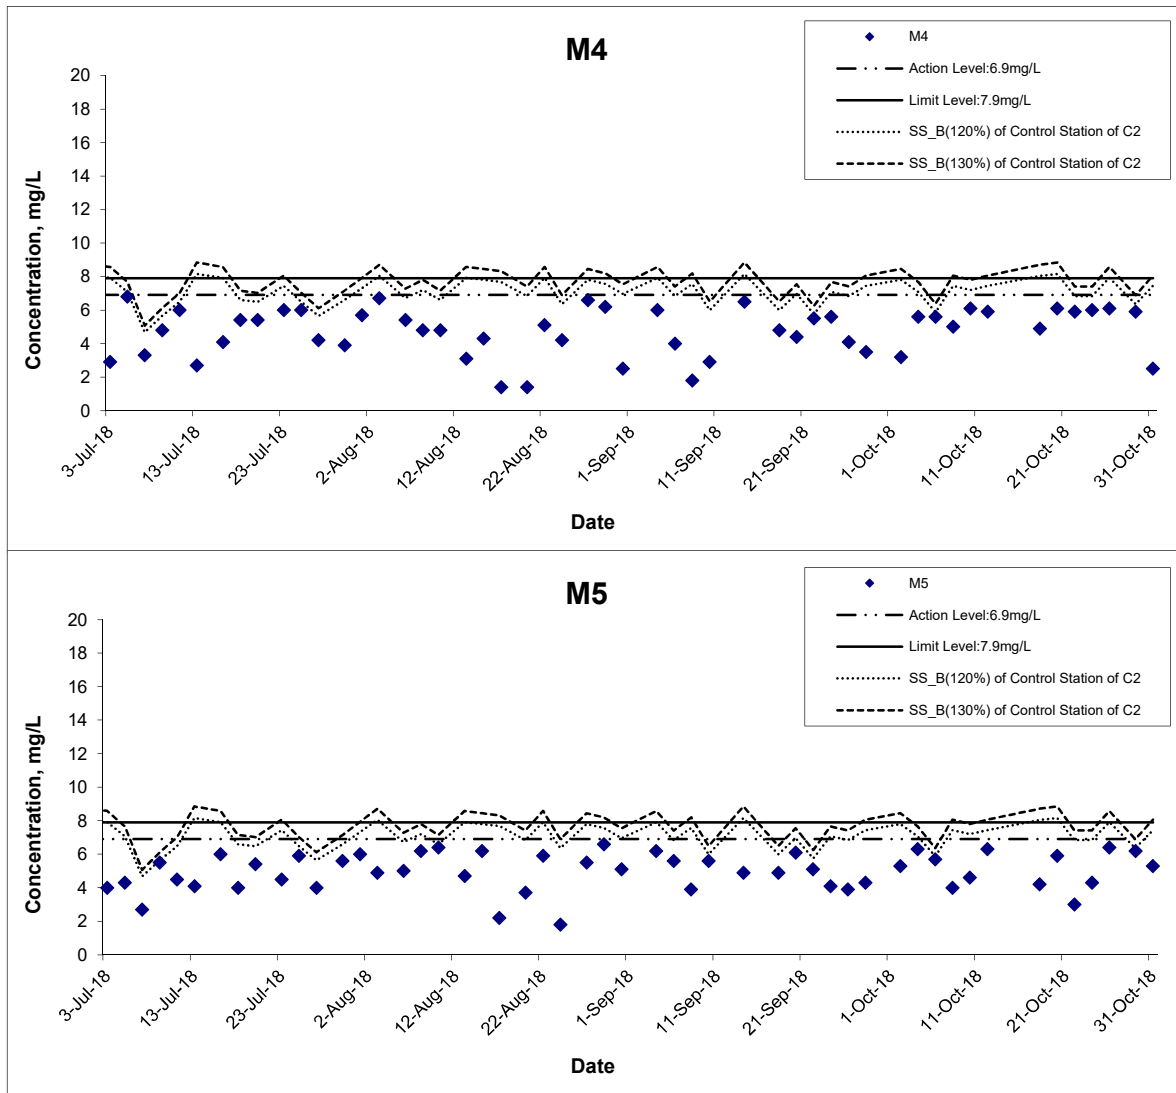 M4
M4
Action Level:6.9mg/L
Limit Level:7.9mg/L
SS_B(120%) of Control Station of C2
SS_B(130%) of Control Station of C2
Concentration, mg/L
20
18
16
14
12
10
8
6
4
2
0
3-Jul-18
13-Jul-18
23-Jul-18
2-Aug-18
12-Aug-18
22-Aug-18
1-Sep-18
11-Sep-18
21-Sep-18
1-Oct-18
11-Oct-18
21-Oct-18
31-Oct-18
Date
M5
M5
Action Level:6.9mg/L
Limit Level:7.9mg/L
SS_B(120%) of Control Station of C2
SS_B(130%) of Control Station of C2
Concentration, mg/L
20
18
16
14
12
10
8
6
4
2
0
3-Jul-18
13-Jul-18
23-Jul-18
2-Aug-18
12-Aug-18
22-Aug-18
1-Sep-18
11-Sep-18
21-Sep-18
1-Oct-18
11-Oct-18
21-Oct-18
31-Oct-18
Date